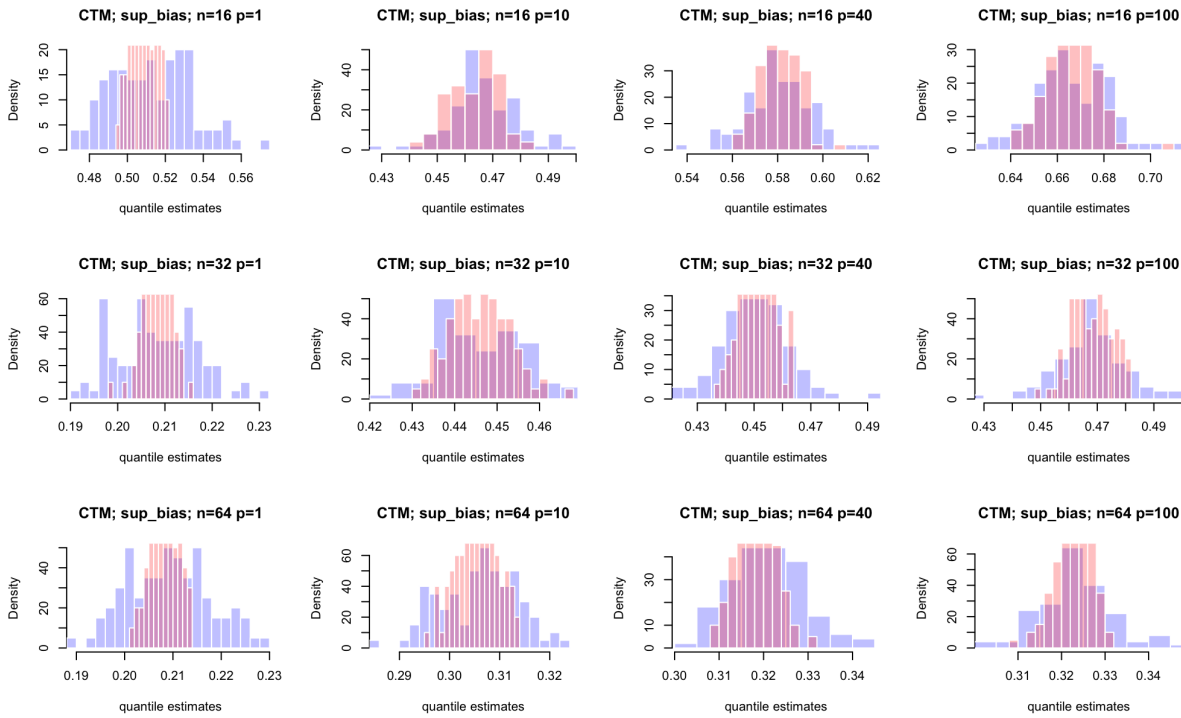 CTM; sup_bias; n=16 p=1
CTM; sup_bias; n=16 p=10
CTM; sup_bias; n=16 p=40
CTM; sup_bias; n=16 p=100
Density
0 5 10 15 20
0.48 0.50 0.52 0.54 0.56
quantile estimates
Density
0 20 40
0.43 0.45 0.47 0.49
quantile estimates
Density
0 10 20 30
0.54 0.56 0.58 0.60 0.62
quantile estimates
Density
0 10 20 30
0.64 0.66 0.68 0.70
quantile estimates
CTM; sup_bias; n=32 p=1
CTM; sup_bias; n=32 p=10
CTM; sup_bias; n=32 p=40
CTM; sup_bias; n=32 p=100
Density
0 20 40 60
0.19 0.20 0.21 0.22 0.23
quantile estimates
Density
0 20 40
0.42 0.43 0.44 0.45 0.46
quantile estimates
Density
0 10 20 30
0.43 0.45 0.47 0.49
quantile estimates
Density
0 20 40
0.43 0.45 0.47 0.49
quantile estimates
CTM; sup_bias; n=64 p=1
CTM; sup_bias; n=64 p=10
CTM; sup_bias; n=64 p=40
CTM; sup_bias; n=64 p=100
Density
0 20 40
0.19 0.20 0.21 0.22 0.23
quantile estimates
Density
0 20 40 60
0.29 0.30 0.31 0.32
quantile estimates
Density
0 10 30
0.30 0.31 0.32 0.33 0.34
quantile estimates
Density
0 20 40 60
0.31 0.32 0.33 0.34
quantile estimates